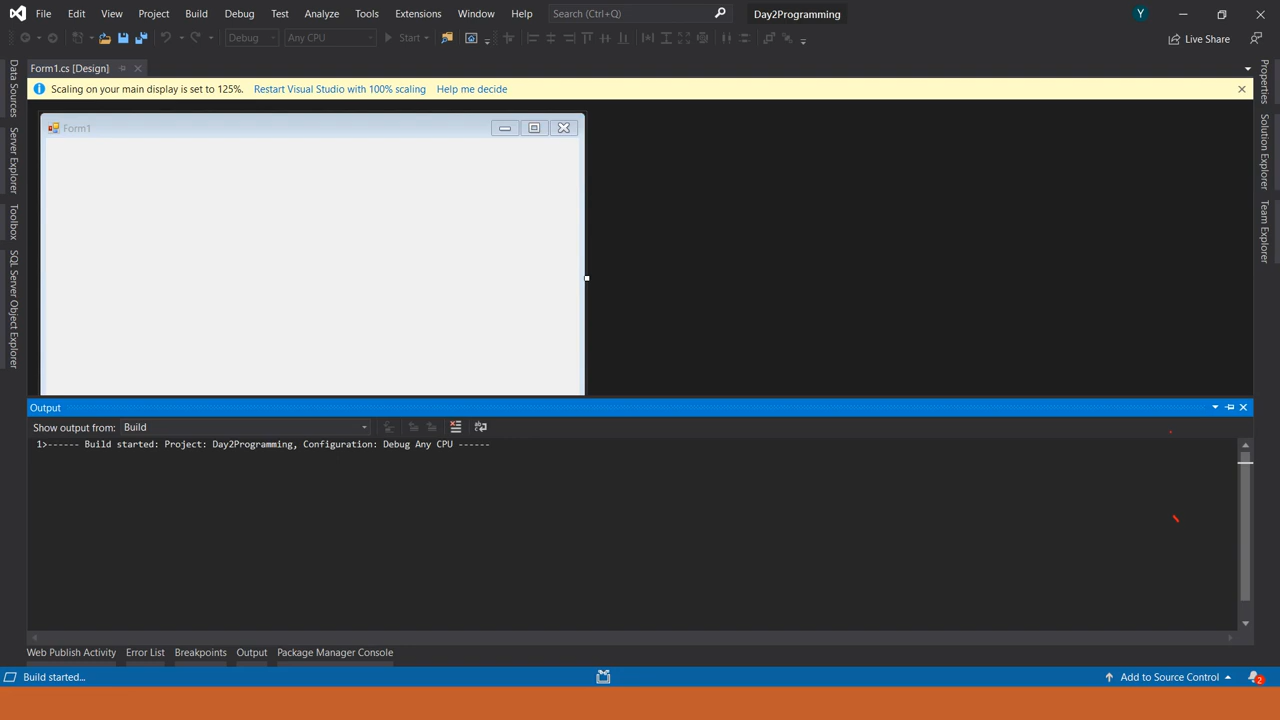 File Edit View Git Project Build Debug Test Analyze Tools Extensions Window Help Search (Ctrl+Q) Day2Programming Y
Debug Any CPU Start Live Share
Form1.cs [Design]
Scaling on your main display is set to 125%. Restart Visual Studio with 100% scaling Help me decide
Form1
Data Sources
Server Explorer
Toolbox
SQL Server Object Explorer
Properties
Solution Explorer
Team Explorer
Output
Show output from: Build
1>------ Build started: Project: Day2Programming, Configuration: Debug Any CPU ------
Web Publish Activity Error List Breakpoints Output Package Manager Console
Build started... Add to Source Control 2